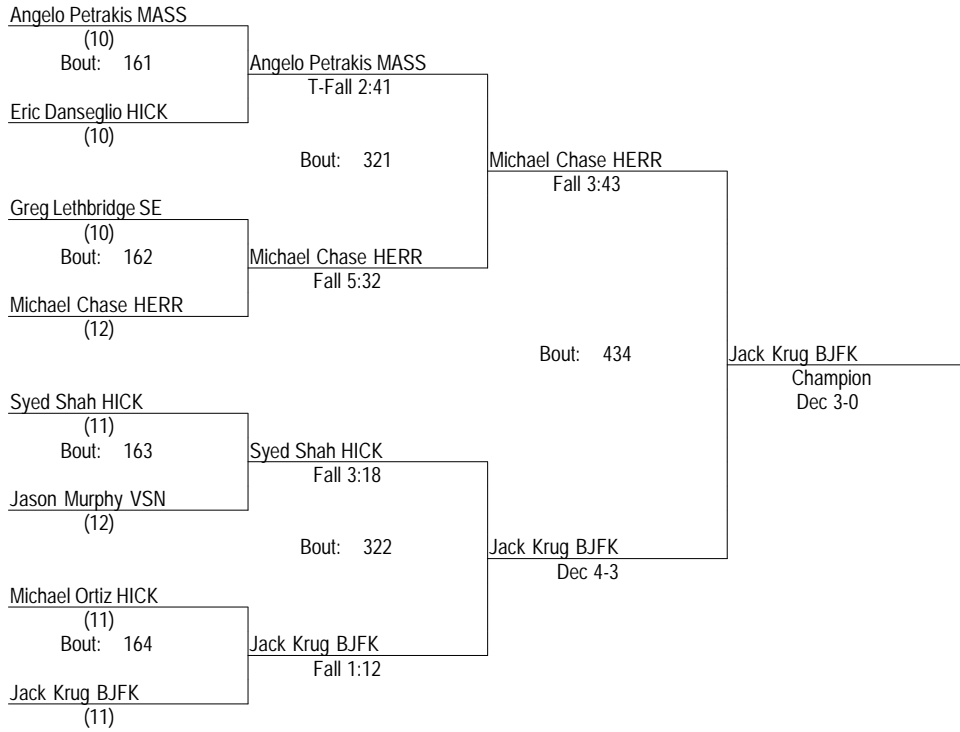 Angelo Petrakis MASS
(10)
Bout: 161
Angelo Petrakis MASS
T-Fall 2:41
Eric Danseglio HICK
(10)
Bout: 321
Michael Chase HERR
Fall 3:43
Greg Lethbridge SE
(10)
Bout: 162
Michael Chase HERR
Fall 5:32
Michael Chase HERR
(12)
Bout: 434
Jack Krug BJFK
Champion
Dec 3-0
Syed Shah HICK
(11)
Bout: 163
Syed Shah HICK
Fall 3:18
Jason Murphy VSN
(12)
Bout: 322
Jack Krug BJFK
Dec 4-3
Michael Ortiz HICK
(11)
Bout: 164
Jack Krug BJFK
Fall 1:12
Jack Krug BJFK
(11)